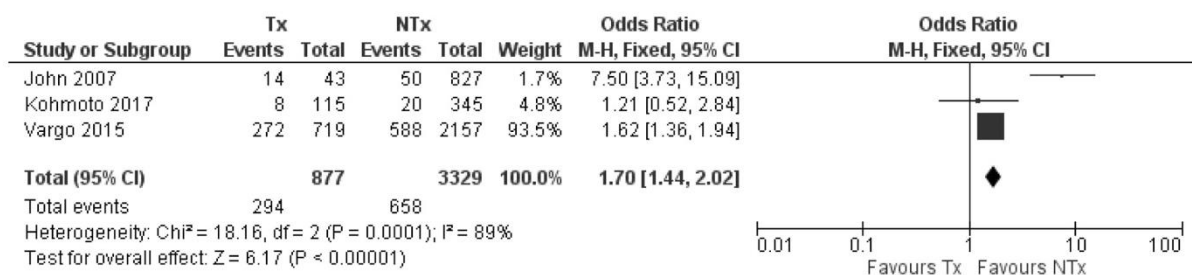 Tx NTx Odds Ratio Odds Ratio
Study or Subgroup Events Total Events Total Weight M-H, Fixed, 95% CI M-H, Fixed, 95% CI
John 2007 14 43 50 827 1.7% 7.50 [3.73, 15.09]
Kohmoto 2017 8 115 20 345 4.8% 1.21 [0.52, 2.84]
Vargo 2015 272 719 588 2157 93.5% 1.62 [1.36, 1.94]
Total (95% CI) 877 3329 100.0% 1.70 [1.44, 2.02]
Total events 294 658
Heterogeneity: Chi² = 18.16, df = 2 (P = 0.0001); I² = 89%
Test for overall effect: Z = 6.17 (P < 0.00001)
0.01 0.1 1 10 100
Favours Tx Favours NTx